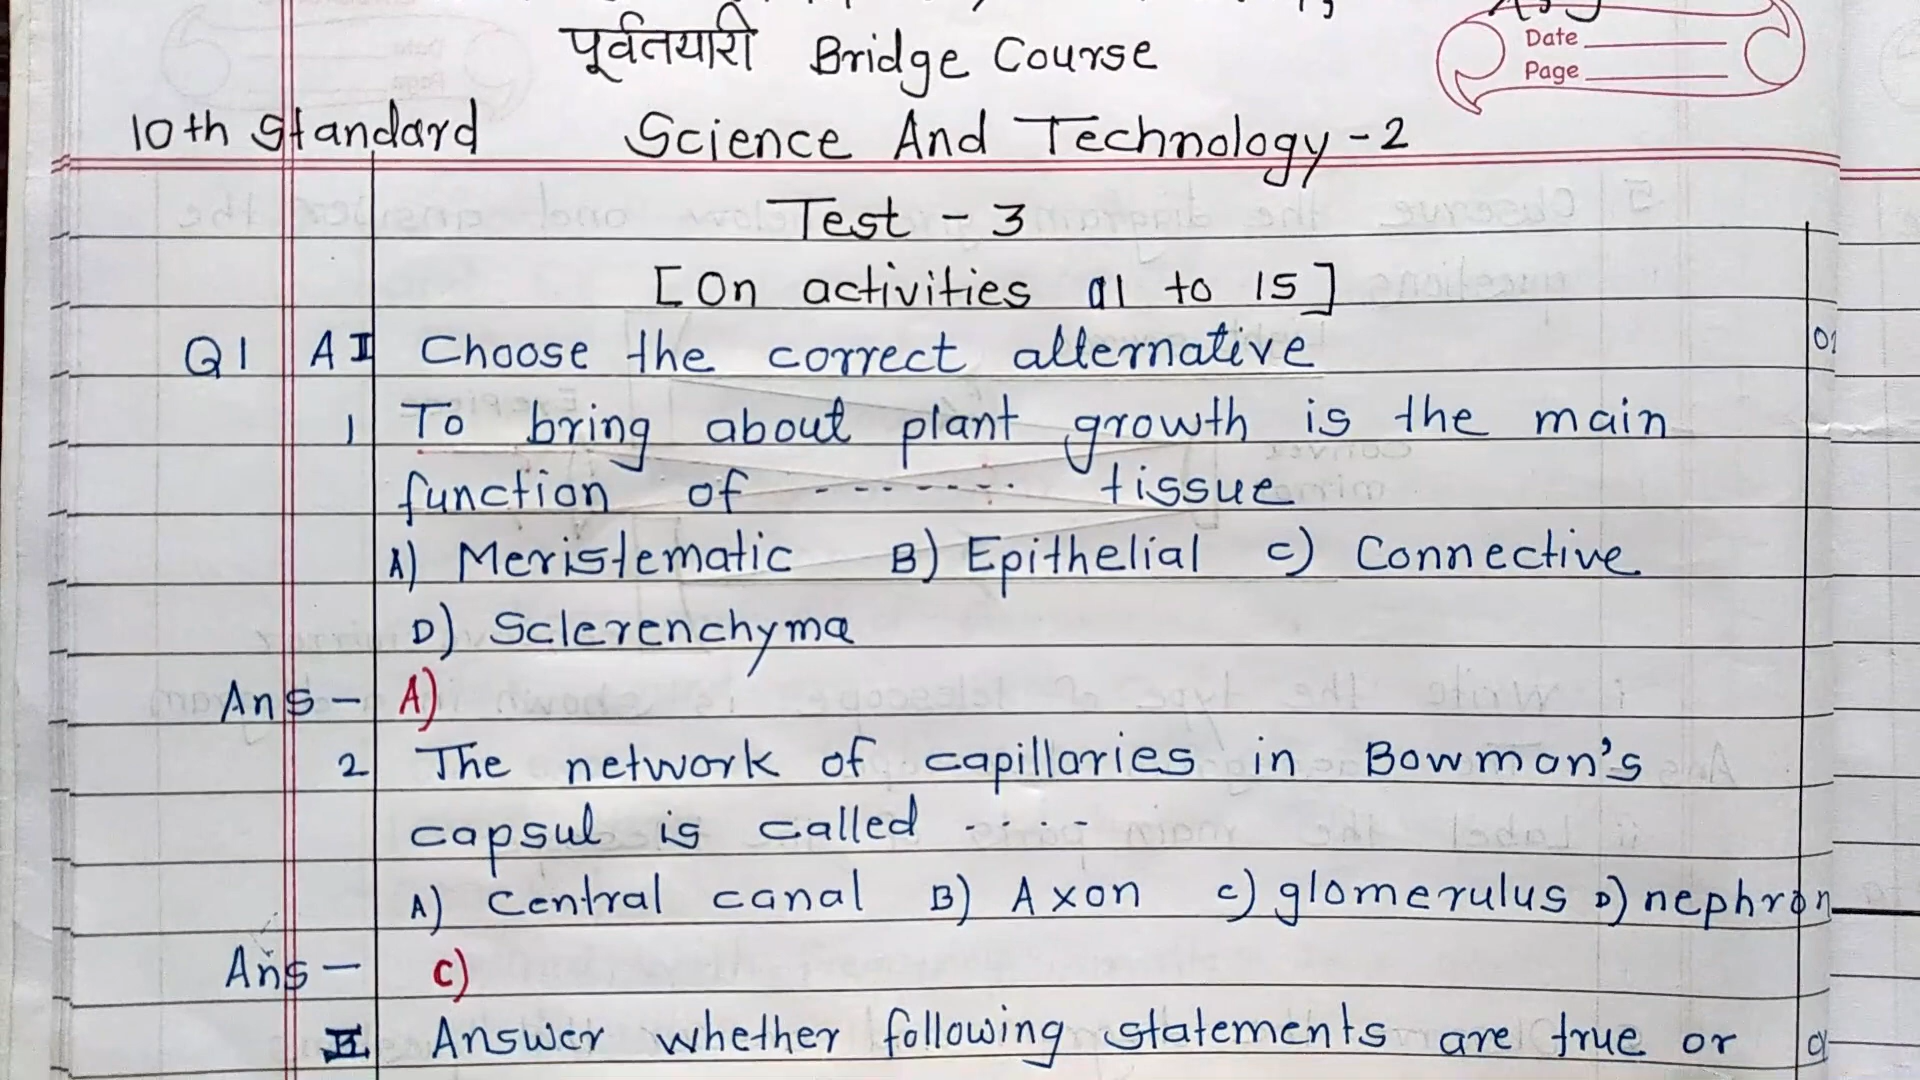 पूर्वतयारी Bridge Course
Date
Page
10th Standard Science And Technology-2
Test - 3
[On activities 01 to 15]
Q1 A I Choose the correct alternative
1 To bring about plant growth is the main
function of ------- tissue
A) Meristematic B) Epithelial C) Connective
D) Sclerenchyma
Ans - A)
2 The network of capillaries in Bowman's
capsul is called .....
A) Central canal B) Axon C) glomerulus D) nephron
Ans - C)
II Answer whether following statements are true or